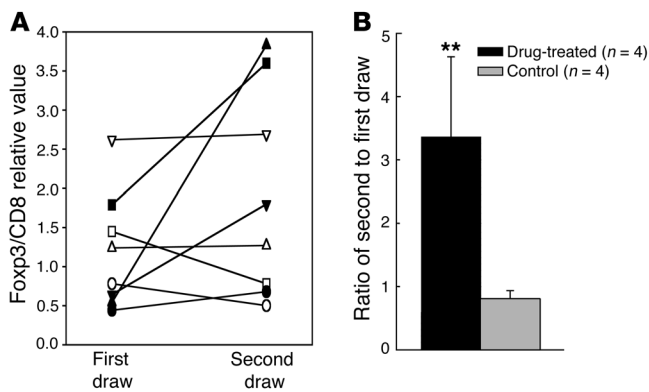 A
Foxp3/CD8 relative value
4.0
3.5
3.0
2.5
2.0
1.5
1.0
0.5
0.0
First
draw
Second
draw
B
Ratio of second to first draw
5
4
3
2
1
0
**
Drug-treated (n = 4)
Control (n = 4)